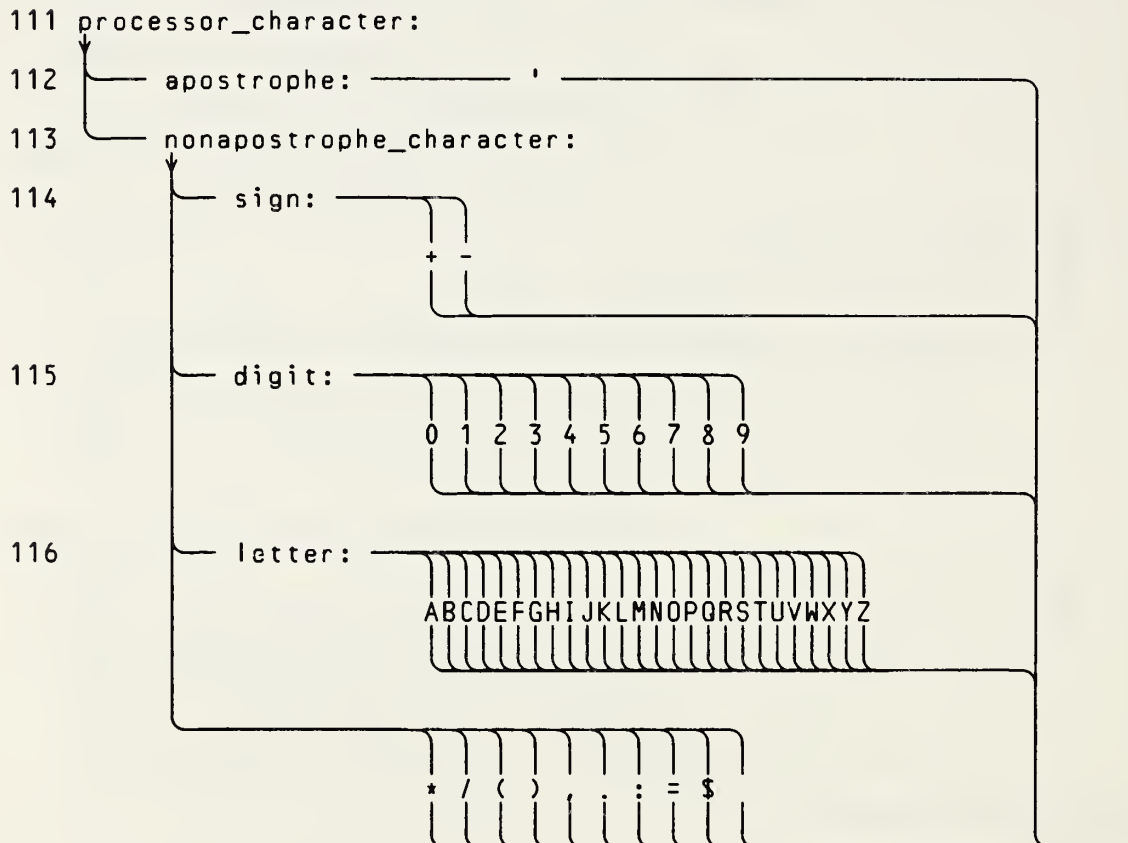 111 processor_character:
112 apostrophe: '
113 nonapostrophe_character:
114 sign:
+ -
115 digit:
0 1 2 3 4 5 6 7 8 9
116 letter:
A B C D E F G H I J K L M N O P Q R S T U V W X Y Z
* / ( ) , . : = $